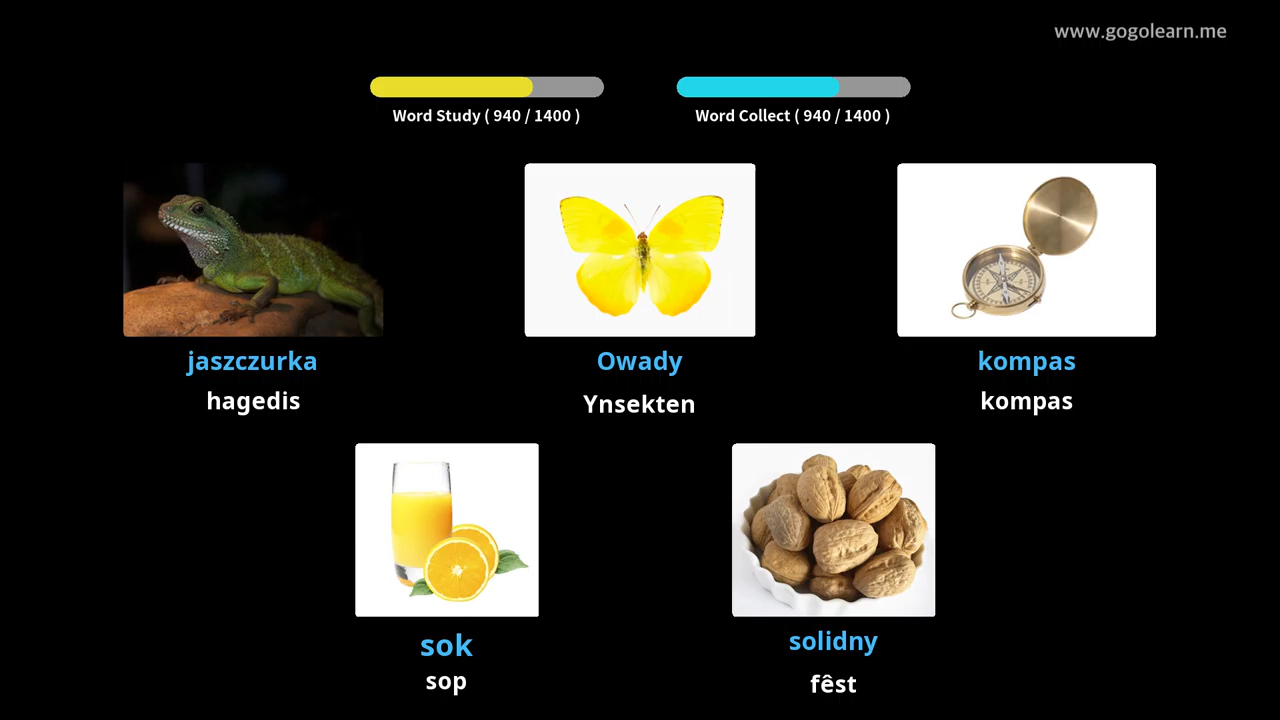 www.gogolearn.me
Word Study ( 940 / 1400 )
Word Collect ( 940 / 1400 )
jaszczurka
hagedis
Owady
Ynsekten
kompas
kompas
sok
sop
solidny
fêst